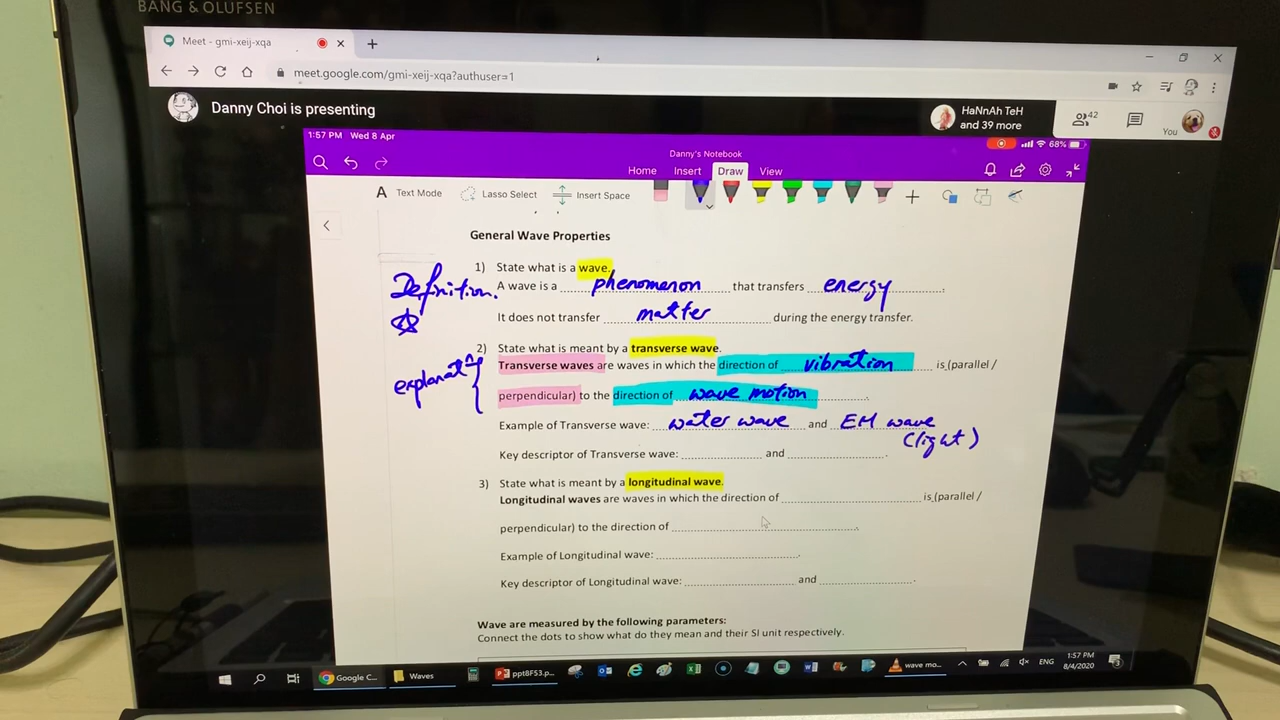 BANG & OLUFSEN
Meet - gmi-xeij-xqa
meet.google.com/gmi-xeij-xqa?authuser=1
Danny Choi is presenting
HaNnAh TeH
and 39 more
42
You
1:57 PM Wed 8 Apr
68%
Danny's Notebook
Home Insert Draw View
A Text Mode Lasso Select Insert Space
General Wave Properties
1) State what is a wave.
Definition. A wave is a phenomenon that transfers energy.
It does not transfer matter during the energy transfer.
2) State what is meant by a transverse wave.
Transverse waves are waves in which the direction of vibration is (parallel /
perpendicular) to the direction of wave motion.
Example of Transverse wave: water wave and EM wave
(light)
Key descriptor of Transverse wave: and .
3) State what is meant by a longitudinal wave.
Longitudinal waves are waves in which the direction of is (parallel /
perpendicular) to the direction of .
Example of Longitudinal wave: .
Key descriptor of Longitudinal wave: and .
Wave are measured by the following parameters:
Connect the dots to show what do they mean and their SI unit respectively.
Google C... Waves ppt8F53.p... wave mo... ENG
1:57 PM
8/4/2020
3